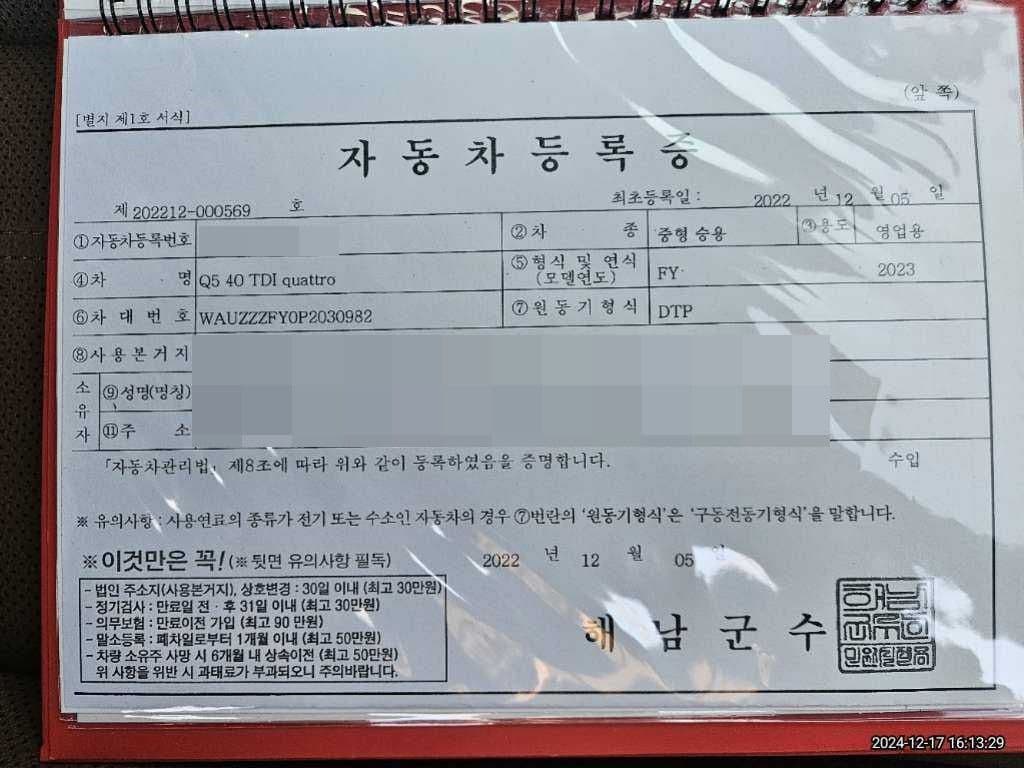 (앞 쪽)
[별지 제1호 서식]
자동차등록증
제 202212-000569 호 최초등록일 : 2022 년 12 월 05 일
①자동차등록번호 ②차 종 중형 승용 ③용도 영업용
④차 명 Q5 40 TDI quattro ⑤형식 및 연식 (모델연도) FY 2023
⑥차 대 번 호 WAUZZZFY0P2030982 ⑦원 동 기 형 식 DTP
⑧사 용 본 거 지
소유자 ⑨성명(명칭)
⑪주 소
「자동차관리법」 제8조에 따라 위와 같이 등록하였음을 증명합니다. 수입
※ 유의사항 : 사용연료의 종류가 전기 또는 수소인 자동차의 경우 ⑦번란의 '원동기형식'은 '구동전동기형식'을 말합니다.
※이것만은 꼭! (※ 뒷면 유의사항 필독) 2022 년 12 월 05 일
- 법인 주소지(사용본거지), 상호변경 : 30일 이내 (최고 30만원)
- 정기검사 : 만료일 전 · 후 31일 이내 (최고 30만원)
- 의무보험 : 만료이전 가입 (최고 90 만원)
- 말소등록 : 폐차일로부터 1개월 이내 (최고 50만원)
- 차량 소유주 사망 시 6개월 내 상속이전 (최고 50만원)
위 사항을 위반 시 과태료가 부과되오니 주의바랍니다.
해 남 군 수
2024-12-17 16:13:29